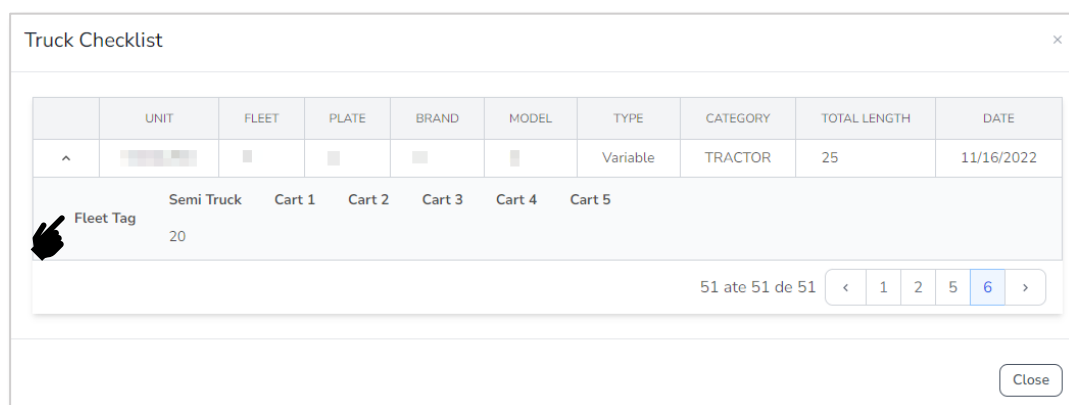 Truck Checklist
UNIT FLEET PLATE BRAND MODEL TYPE CATEGORY TOTAL LENGTH DATE
Variable TRACTOR 25 11/16/2022
Semi Truck Cart 1 Cart 2 Cart 3 Cart 4 Cart 5
Fleet Tag
20
51 ate 51 de 51 ‹ 1 2 5 6 ›
Close